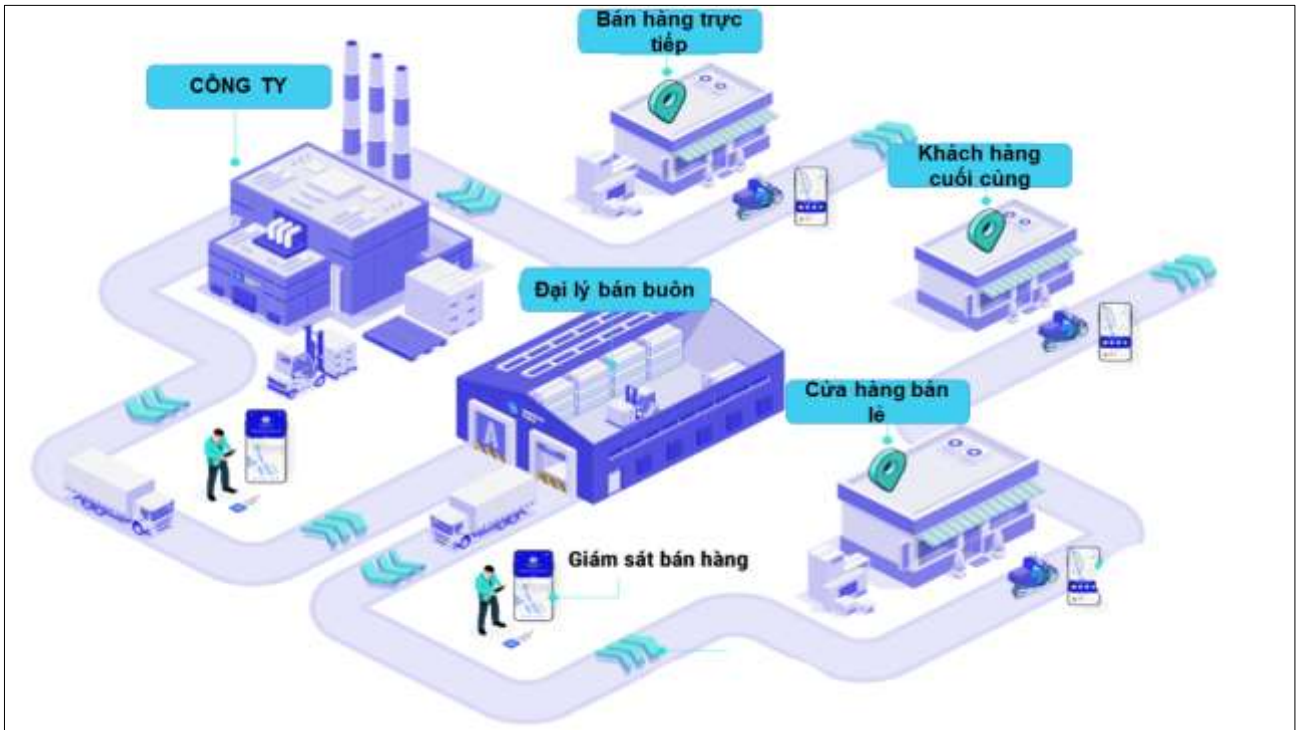 Bán hàng trực
tiếp
CÔNG TY
Khách hàng
cuối cùng
Đại lý bán buôn
Cửa hàng bán
lẻ
Giám sát bán hàng